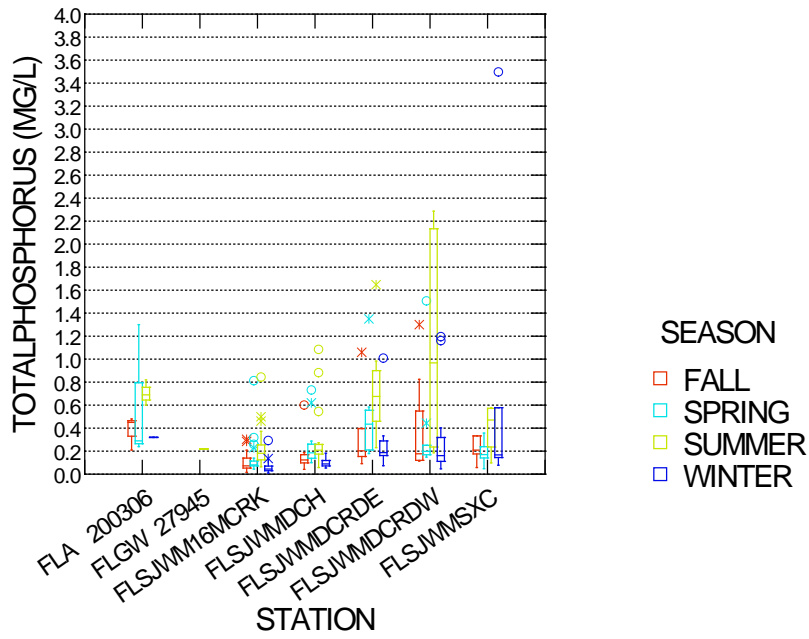 4.0
3.8
3.6
3.4
3.2
3.0
2.8
2.6
2.4
2.2
2.0
1.8
1.6
1.4
1.2
1.0
0.8
0.6
0.4
0.2
0.0
TOTALPHOSPHORUS (MG/L)
FLA 200306
FLGW 27945
FLSJWM16MCRK
FLSJWMDCH
FLSJWMDCRDE
FLSJWMDCRDW
FLSJWMSXC
STATION
SEASON
FALL
SPRING
SUMMER
WINTER